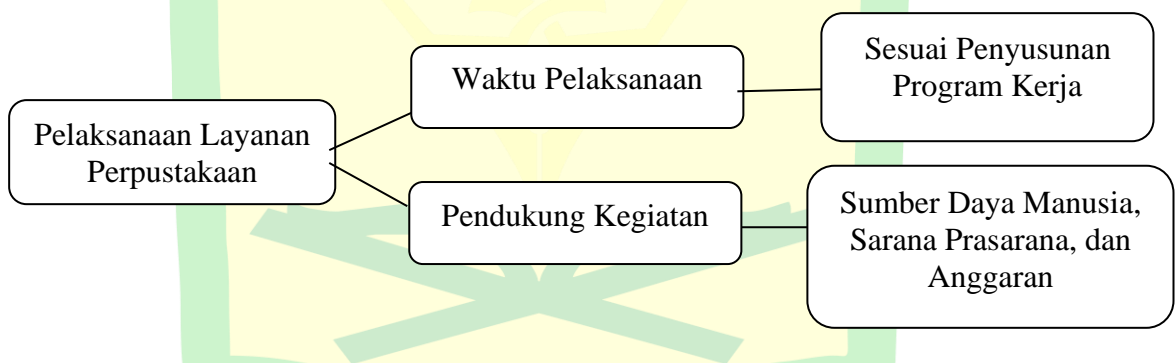 Pelaksanaan Layanan
Perpustakaan
Waktu Pelaksanaan
Sesuai Penyusunan
Program Kerja
Pendukung Kegiatan
Sumber Daya Manusia,
Sarana Prasarana, dan
Anggaran